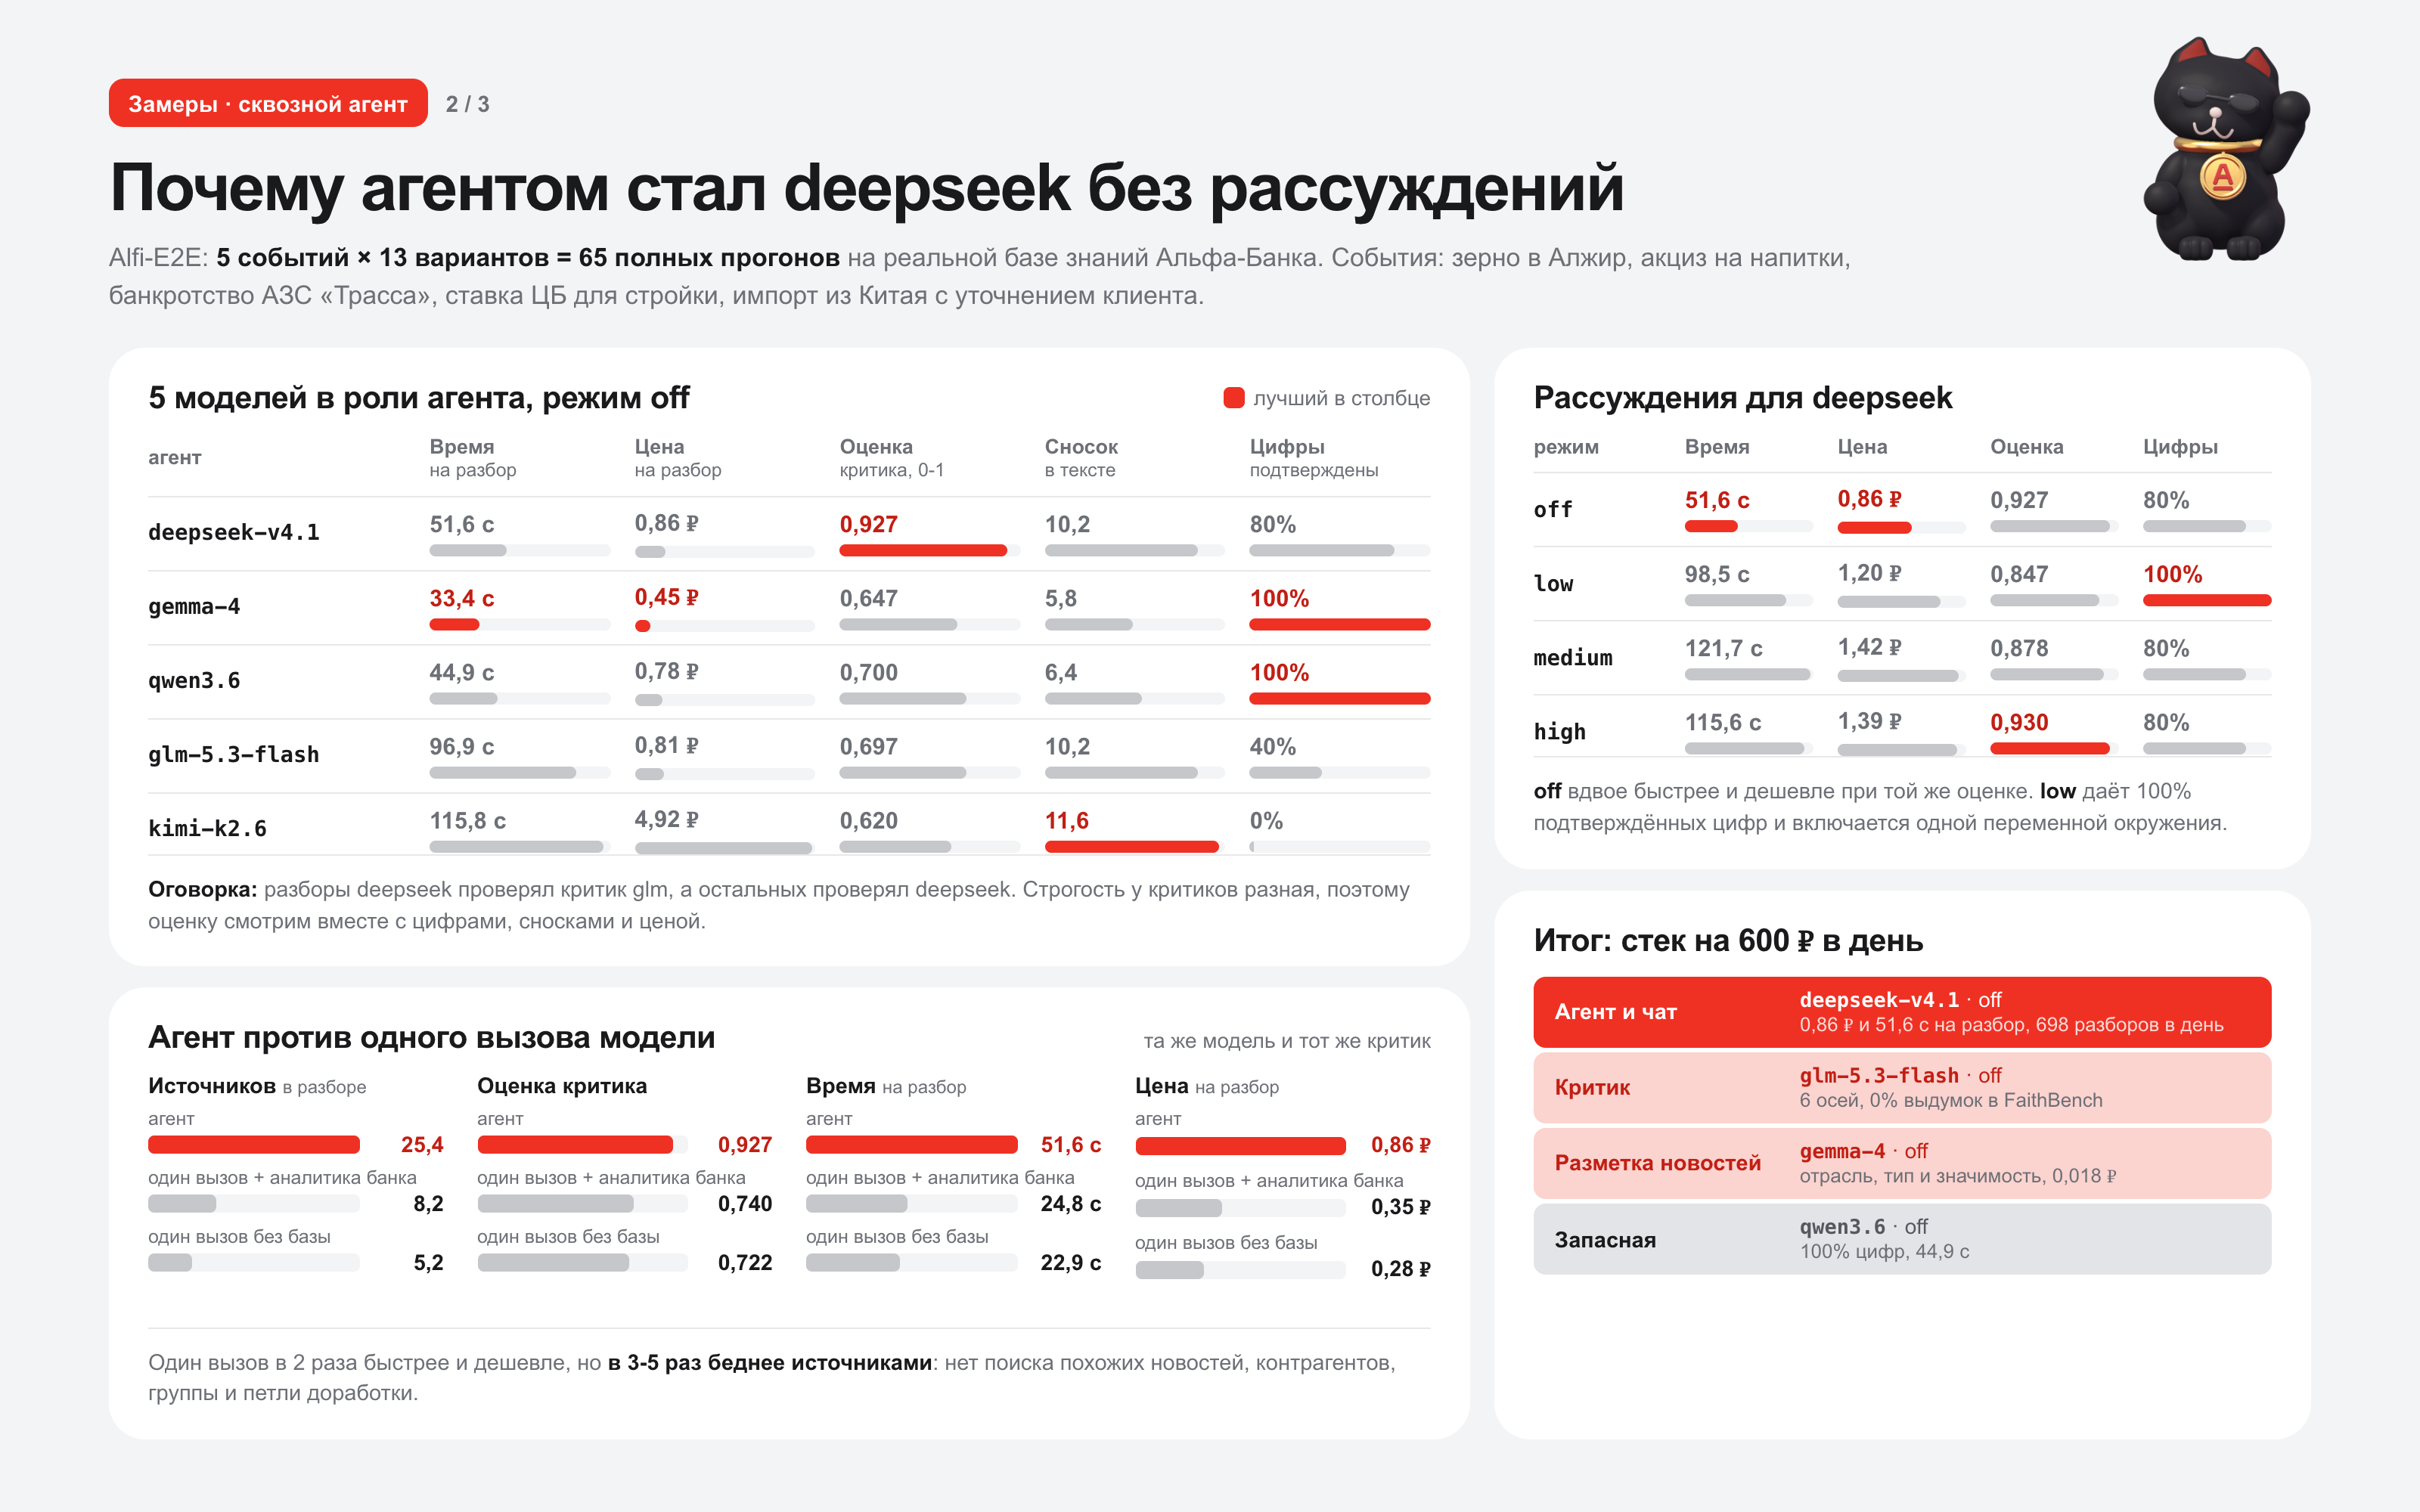 Замеры · сквозной агент 2 / 3
Почему агентом стал deepseek без рассуждений
Alfi-E2E: 5 событий × 13 вариантов = 65 полных прогонов на реальной базе знаний Альфа-Банка. События: зерно в Алжир, акциз на напитки,
банкротство АЗС «Трасса», ставка ЦБ для стройки, импорт из Китая с уточнением клиента.
5 моделей в роли агента, режим off
лучший в столбце
агент
Время на разбор
Цена на разбор
Оценка критика, 0-1
Сносок в тексте
Цифры подтверждены
deepseek-v4.1 51,6 с 0,86 ₽ 0,927 10,2 80%
gemma-4 33,4 с 0,45 ₽ 0,647 5,8 100%
qwen3.6 44,9 с 0,78 ₽ 0,700 6,4 100%
glm-5.3-flash 96,9 с 0,81 ₽ 0,697 10,2 40%
kimi-k2.6 115,8 с 4,92 ₽ 0,620 11,6 0%
Оговорка: разборы deepseek проверял критик glm, а остальных проверял deepseek. Строгость у критиков разная, поэтому
оценку смотрим вместе с цифрами, сносками и ценой.
Рассуждения для deepseek
режим Время Цена Оценка Цифры
off 51,6 с 0,86 ₽ 0,927 80%
low 98,5 с 1,20 ₽ 0,847 100%
medium 121,7 с 1,42 ₽ 0,878 80%
high 115,6 с 1,39 ₽ 0,930 80%
off вдвое быстрее и дешевле при той же оценке. low даёт 100%
подтверждённых цифр и включается одной переменной окружения.
Агент против одного вызова модели
та же модель и тот же критик
Источников в разборе
агент
25,4
один вызов + аналитика банка
8,2
один вызов без базы
5,2
Оценка критика
агент
0,927
один вызов + аналитика банка
0,740
один вызов без базы
0,722
Время на разбор
агент
51,6 с
один вызов + аналитика банка
24,8 с
один вызов без базы
22,9 с
Цена на разбор
агент
0,86 ₽
один вызов + аналитика банка
0,35 ₽
один вызов без базы
0,28 ₽
Один вызов в 2 раза быстрее и дешевле, но в 3-5 раз беднее источниками: нет поиска похожих новостей, контрагентов,
группы и петли доработки.
Итог: стек на 600 ₽ в день
Агент и чат
deepseek-v4.1 · off
0,86 ₽ и 51,6 с на разбор, 698 разборов в день
Критик
glm-5.3-flash · off
6 осей, 0% выдумок в FaithBench
Разметка новостей
gemma-4 · off
отрасль, тип и значимость, 0,018 ₽
Запасная
qwen3.6 · off
100% цифр, 44,9 с
А